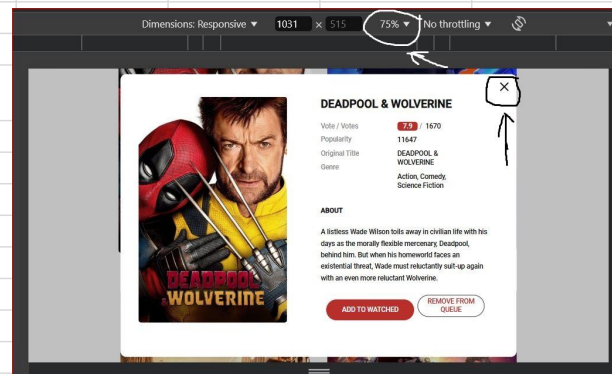 Dimensions: Responsive ▼ 1031 × 515 75% ▼ No throttling ▼
DEADPOOL & WOLVERINE
Vote / Votes 7.9 / 1670
Popularity 11647
Original Title DEADPOOL &
WOLVERINE
Genre
Action, Comedy,
Science Fiction
ABOUT
A listless Wade Wilson toils away in civilian life with his
days as the morally flexible mercenary, Deadpool,
behind him. But when his homeworld faces an
existential threat, Wade must reluctantly suit-up again
with an even more reluctant Wolverine.
ADD TO WATCHED
REMOVE FROM
QUEUE
DEADPOOL
& WOLVERINE